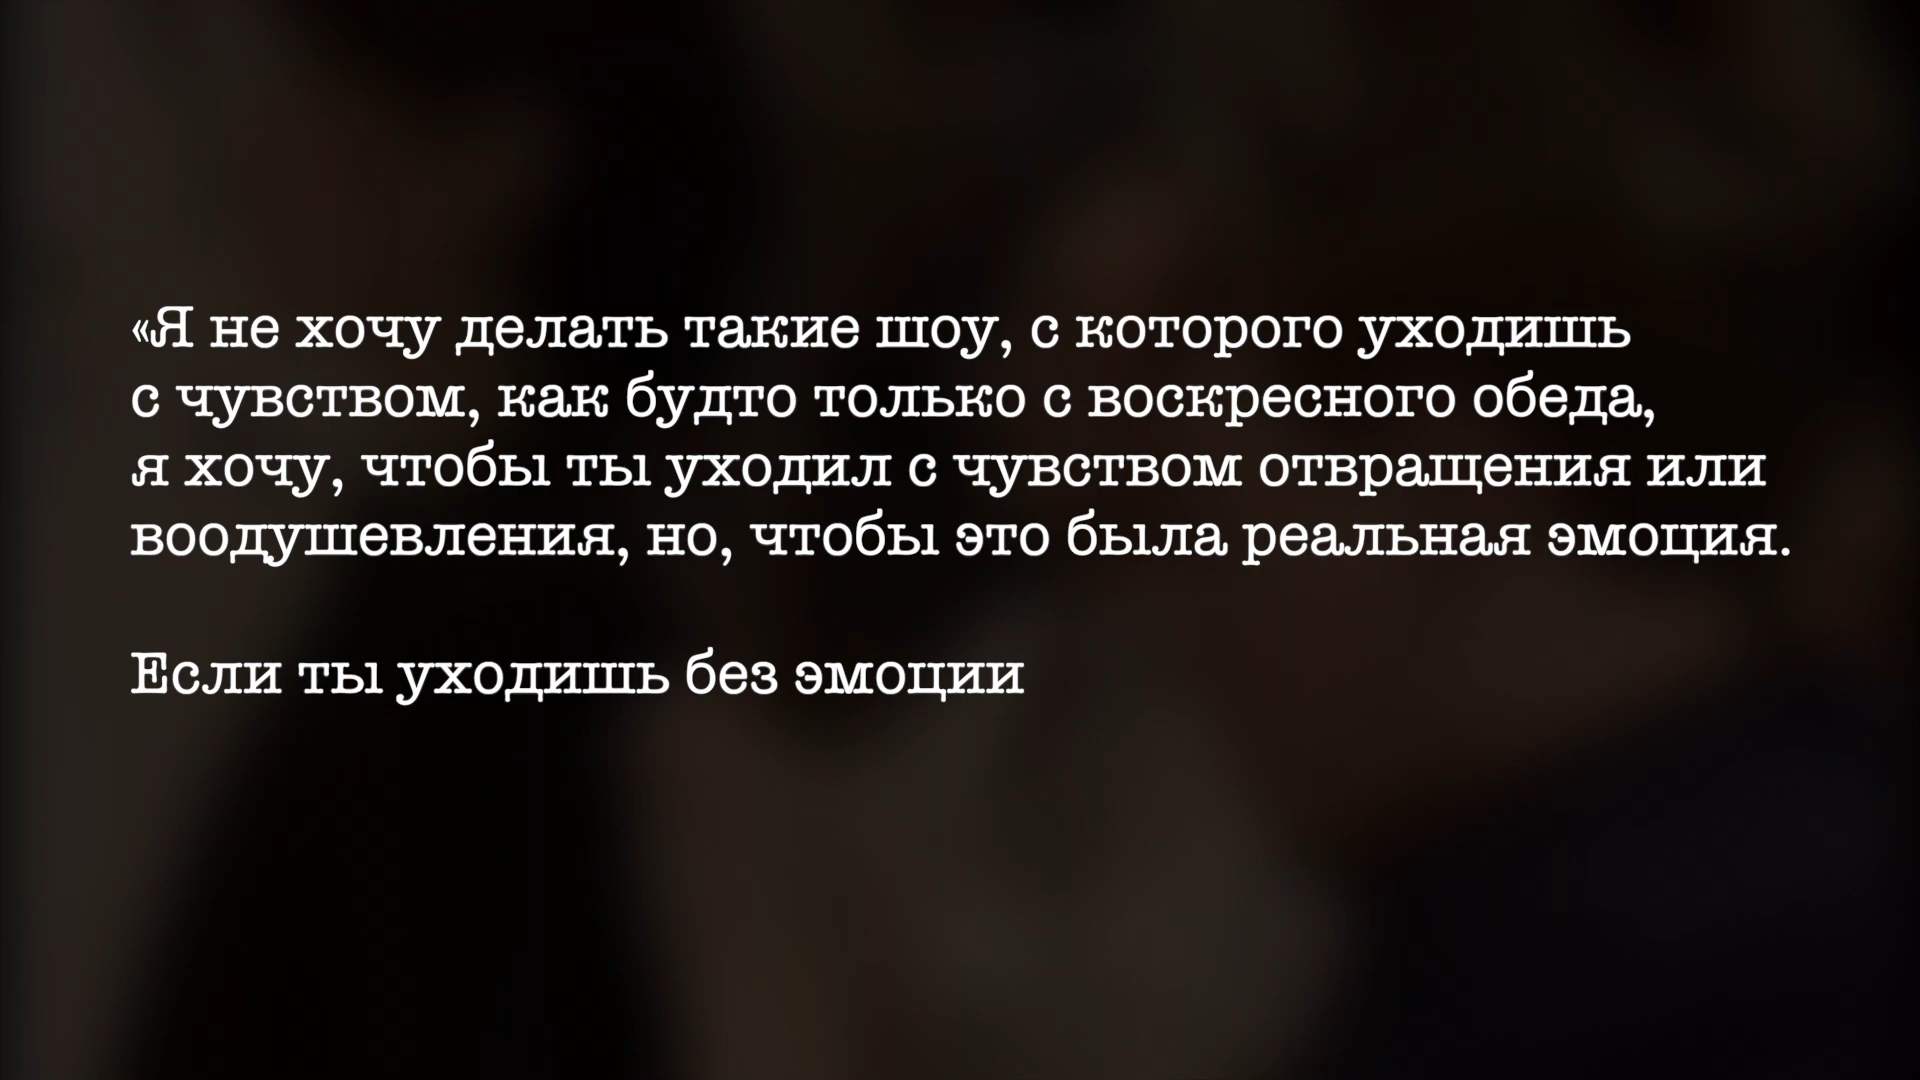 «Я не хочу делать такие шоу, с которого уходишь
с чувством, как будто только с воскресного обеда,
я хочу, чтобы ты уходил с чувством отвращения или
воодушевления, но, чтобы это была реальная эмоция.
Если ты уходишь без эмоции